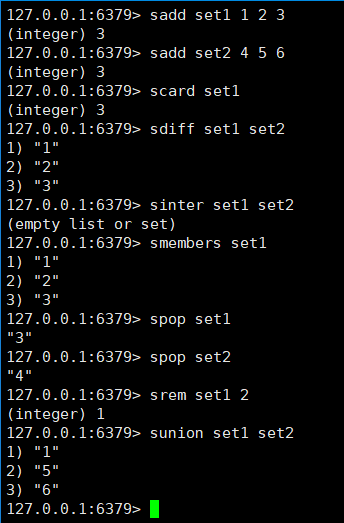 127.0.0.1:6379> sadd set1 1 2 3
(integer) 3
127.0.0.1:6379> sadd set2 4 5 6
(integer) 3
127.0.0.1:6379> scard set1
(integer) 3
127.0.0.1:6379> sdiff set1 set2
1) "1"
2) "2"
3) "3"
127.0.0.1:6379> sinter set1 set2
(empty list or set)
127.0.0.1:6379> smembers set1
1) "1"
2) "2"
3) "3"
127.0.0.1:6379> spop set1
"3"
127.0.0.1:6379> spop set2
"4"
127.0.0.1:6379> srem set1 2
(integer) 1
127.0.0.1:6379> sunion set1 set2
1) "1"
2) "5"
3) "6"
127.0.0.1:6379>